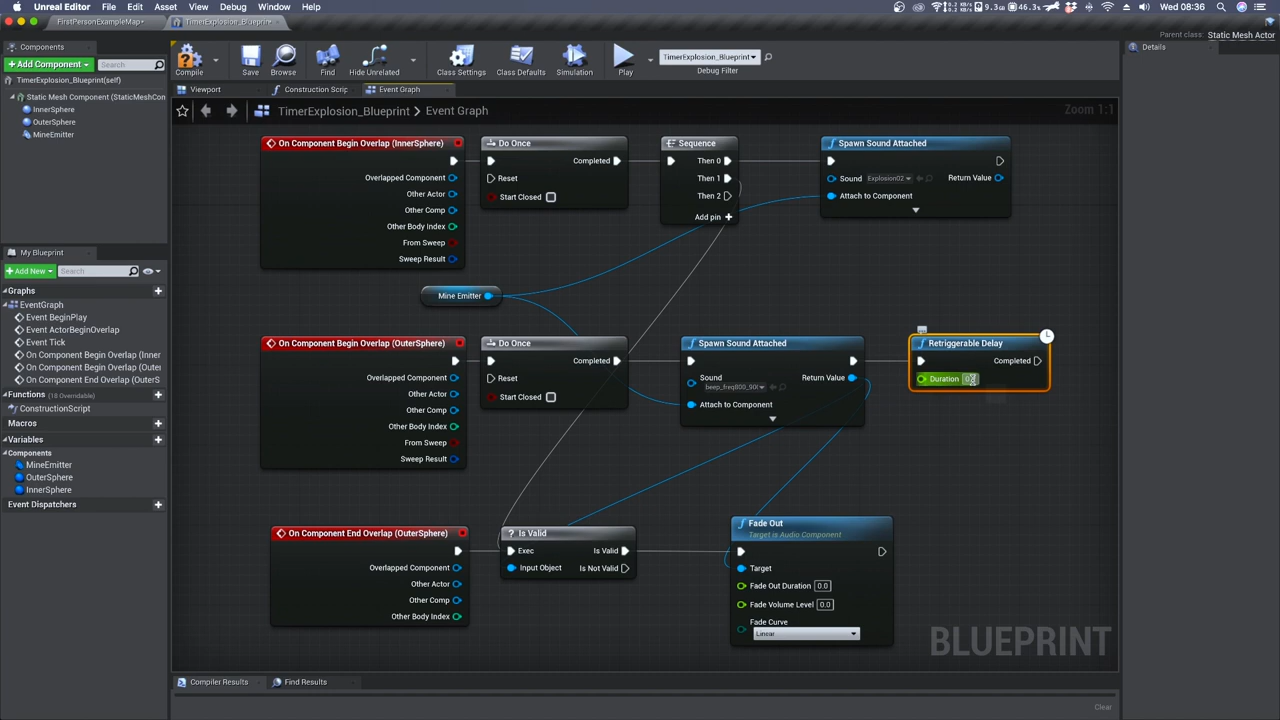 Unreal Editor File Edit Asset View Debug Window Help
Wed 08:36
FirstPersonExampleMap•
TimerExplosion_Blueprint•
Parent class: Static Mesh Actor
Components
Details
+ Add Component
Search
TimerExplosion_Blueprint(self)
Static Mesh Component (StaticMeshCon
InnerSphere
OuterSphere
MineEmitter
Compile
Save
Browse
Find
Hide Unrelated
Class Settings
Class Defaults
Simulation
Play
TimerExplosion_Blueprint
Debug Filter
Viewport
Construction Scrip
Event Graph
TimerExplosion_Blueprint > Event Graph
Zoom 1:1
My Blueprint
+ Add New
Search
Graphs
EventGraph
Event BeginPlay
Event ActorBeginOverlap
Event Tick
On Component Begin Overlap (Inner
On Component Begin Overlap (Outer
On Component End Overlap (OuterS
Functions (18 Overridable)
ConstructionScript
Macros
Variables
Components
MineEmitter
OuterSphere
InnerSphere
Event Dispatchers
On Component Begin Overlap (InnerSphere)
Overlapped Component
Other Actor
Other Comp
Other Body Index
From Sweep
Sweep Result
Do Once
Completed
Reset
Start Closed
Sequence
Then 0
Then 1
Then 2
Add pin +
Spawn Sound Attached
Sound
Explosion02
Return Value
Attach to Component
Mine Emitter
On Component Begin Overlap (OuterSphere)
Overlapped Component
Other Actor
Other Comp
Other Body Index
From Sweep
Sweep Result
Do Once
Completed
Reset
Start Closed
Spawn Sound Attached
Sound
Return Value
Attach to Component
Retriggerable Delay
Completed
Duration
On Component End Overlap (OuterSphere)
Overlapped Component
Other Actor
Other Comp
Other Body Index
? Is Valid
Exec
Is Valid
Input Object
Is Not Valid
Fade Out
Target is Audio Component
Target
Fade Out Duration 0.0
Fade Volume Level 0.0
Fade Curve
Linear
BLUEPRINT
Compiler Results
Find Results
Clear